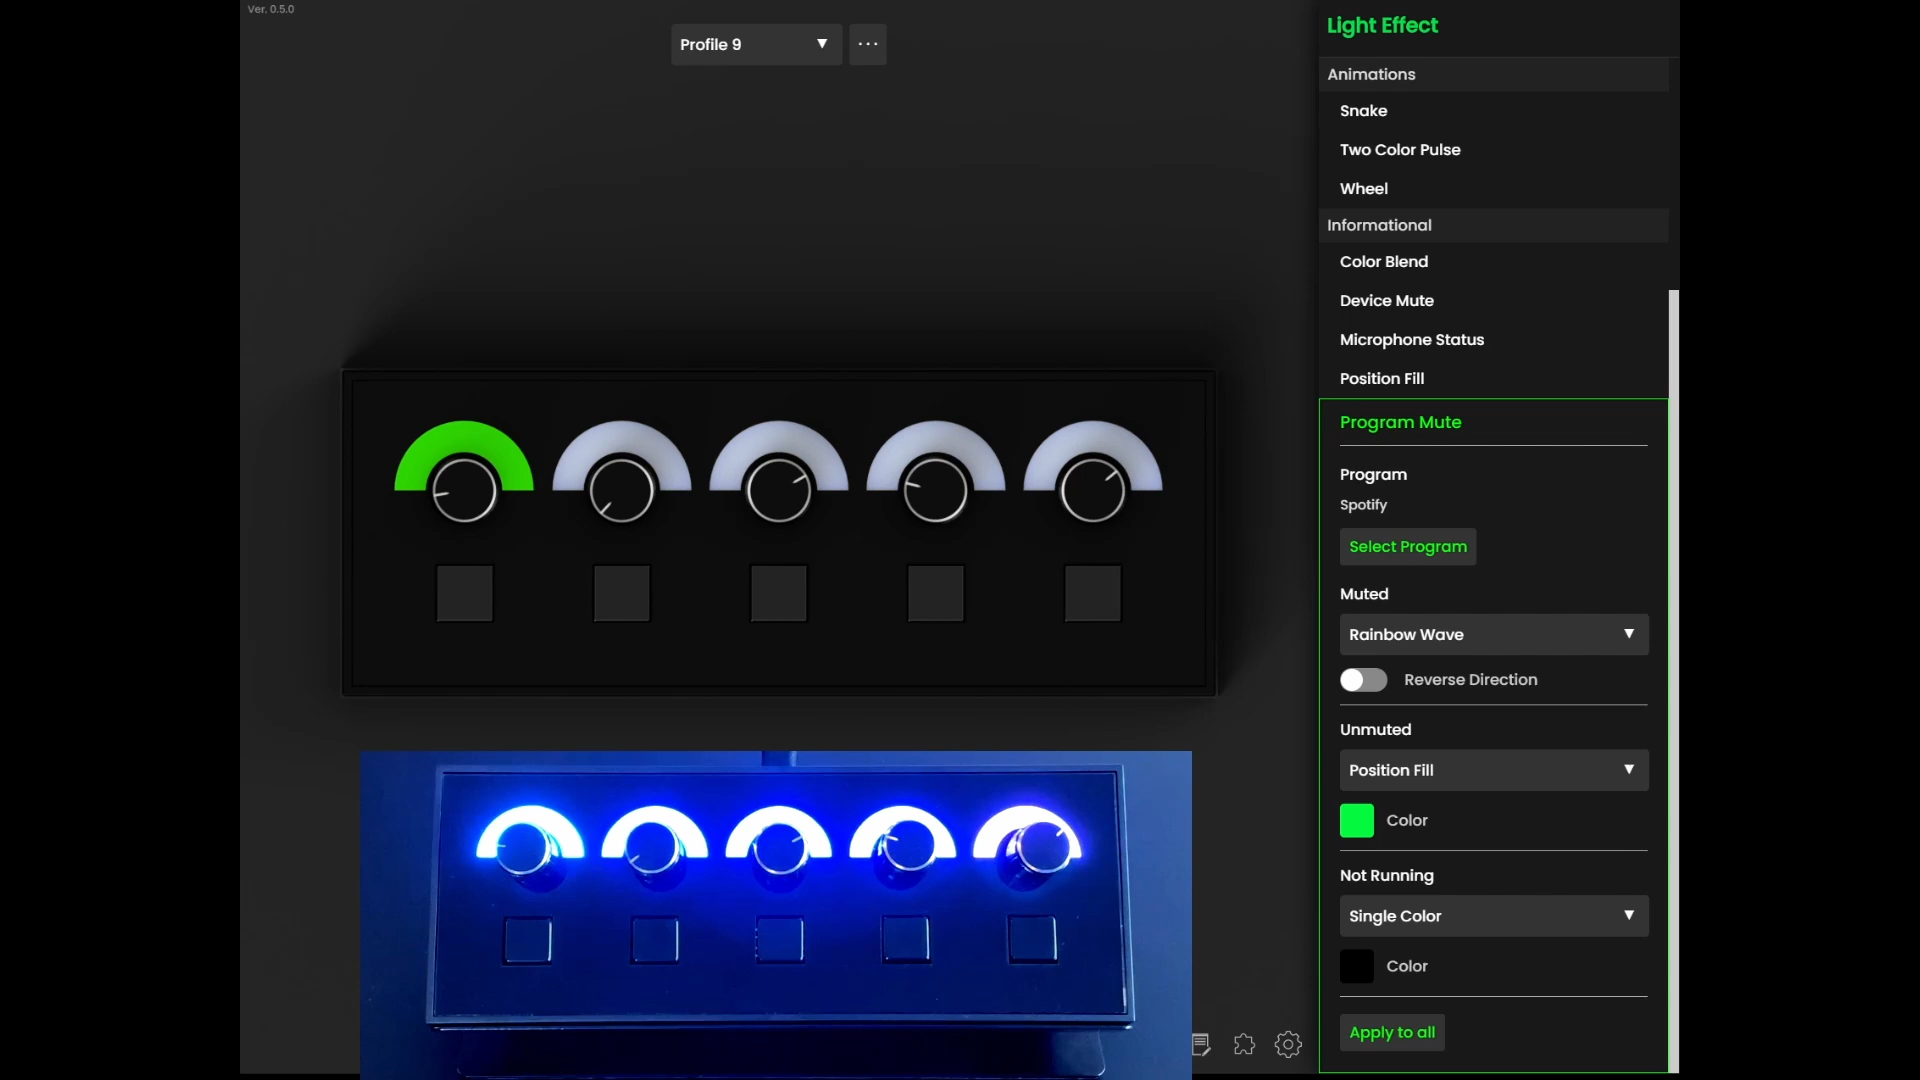 Ver. 0.5.0
Profile 9
...
Light Effect
Animations
Snake
Two Color Pulse
Wheel
Informational
Color Blend
Device Mute
Microphone Status
Position Fill
Program Mute
Program
Spotify
Select Program
Muted
Rainbow Wave
Reverse Direction
Unmuted
Position Fill
Color
Not Running
Single Color
Color
Apply to all